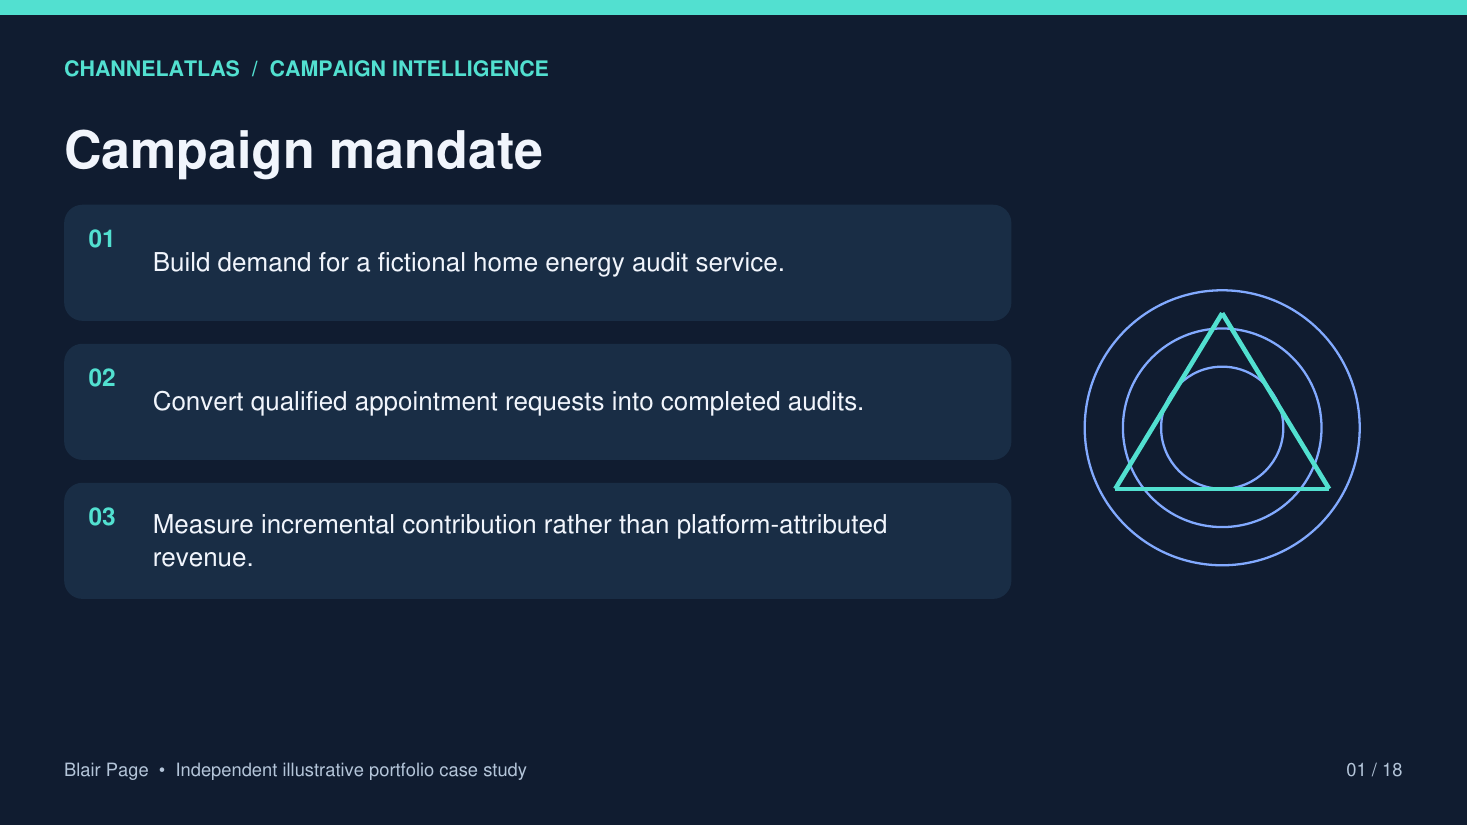 CHANNELATLAS / CAMPAIGN INTELLIGENCE
Campaign mandate
01
Build demand for a fictional home energy audit service.
02
Convert qualified appointment requests into completed audits.
03
Measure incremental contribution rather than platform-attributed
revenue.
Blair Page • Independent illustrative portfolio case study
01 / 18